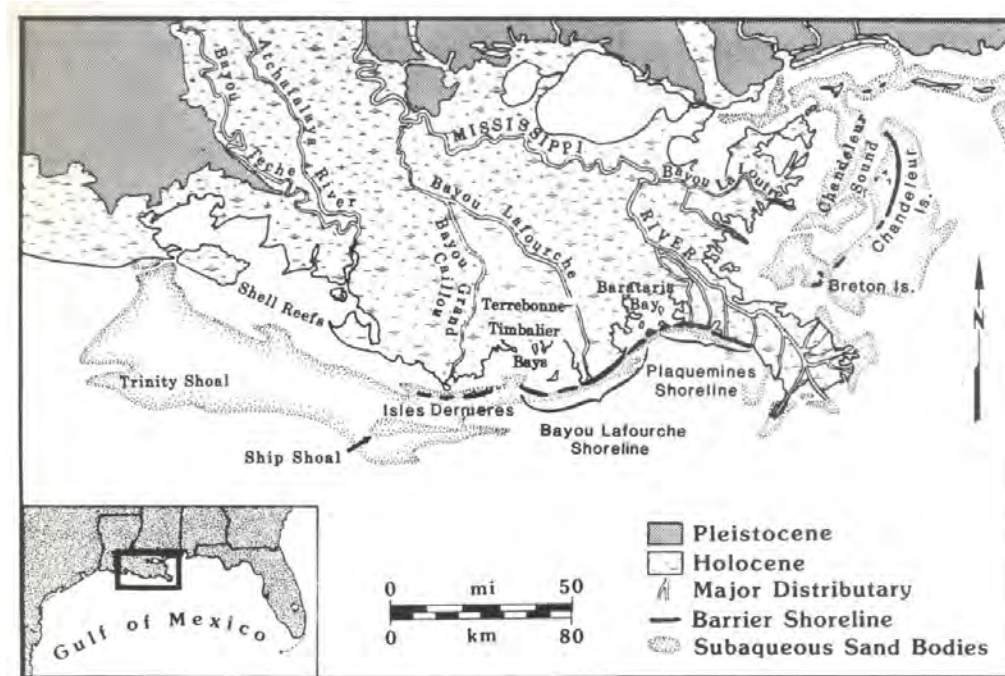 Bayou Teche
Atchafalaya River
MISSISSIPPI
RIVER
Bayou La Loutre
Chandeleur
Sound
Chandeleur
Is.
Breton Is.
Bayou Lafourche
Bayou Grand
Caillou
Barataria
Bay
Terrebonne
Timbalier
Bays
Shell Reefs
Trinity Shoal
Isles Dernieres
Plaquemines
Shoreline
Bayou Lafourche
Shoreline
Ship Shoal
N
Gulf of Mexico
0 mi 50
0 km 80
Pleistocene
Holocene
Major Distributary
Barrier Shoreline
Subaqueous Sand Bodies